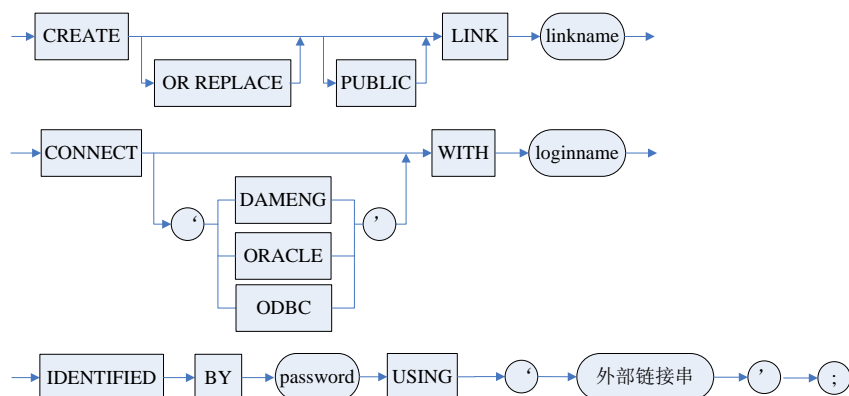 CREATE LINK linkname
OR REPLACE PUBLIC
CONNECT WITH loginname
‘ DAMENG ’
ORACLE
ODBC
IDENTIFIED BY password USING ‘ 外部链接串 ’ ;